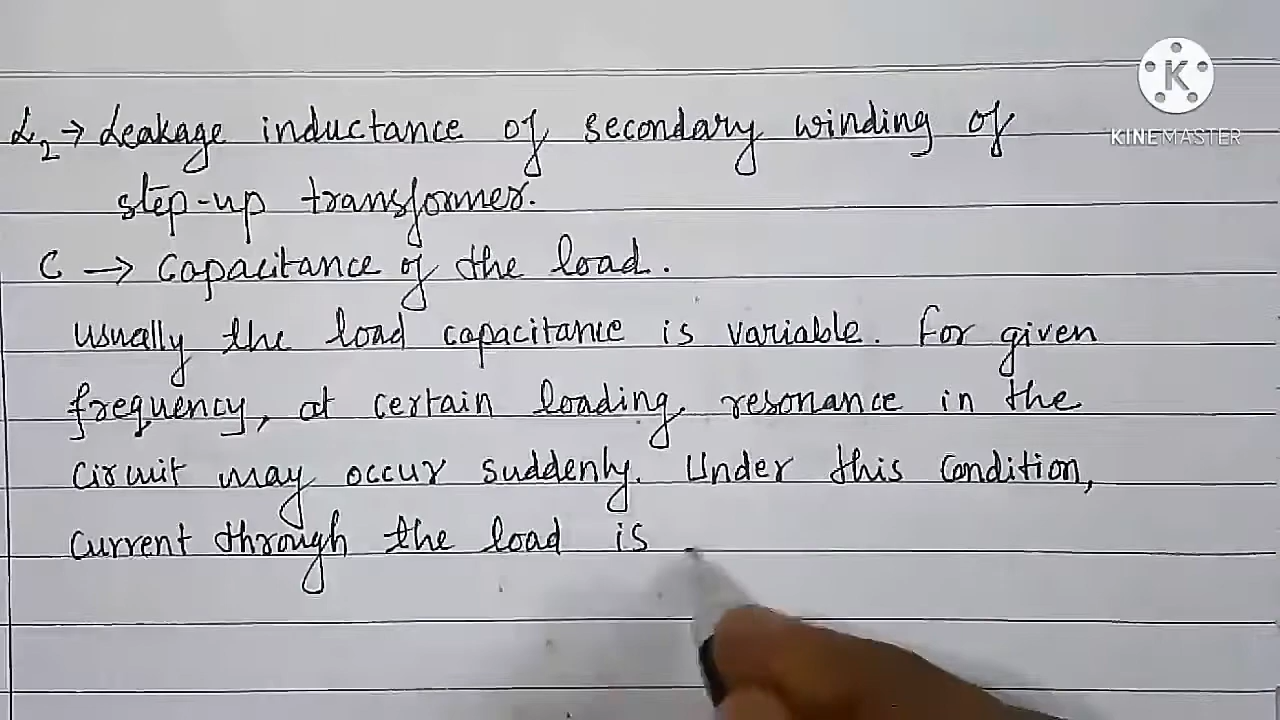 L2 → Leakage inductance of secondary winding of
step-up transformer.
C → Capacitance of the load.
Usually the load capacitance is variable. For given
frequency, at certain loading, resonance in the
circuit may occur suddenly. Under this condition,
current through the load is
K
KINEMASTER